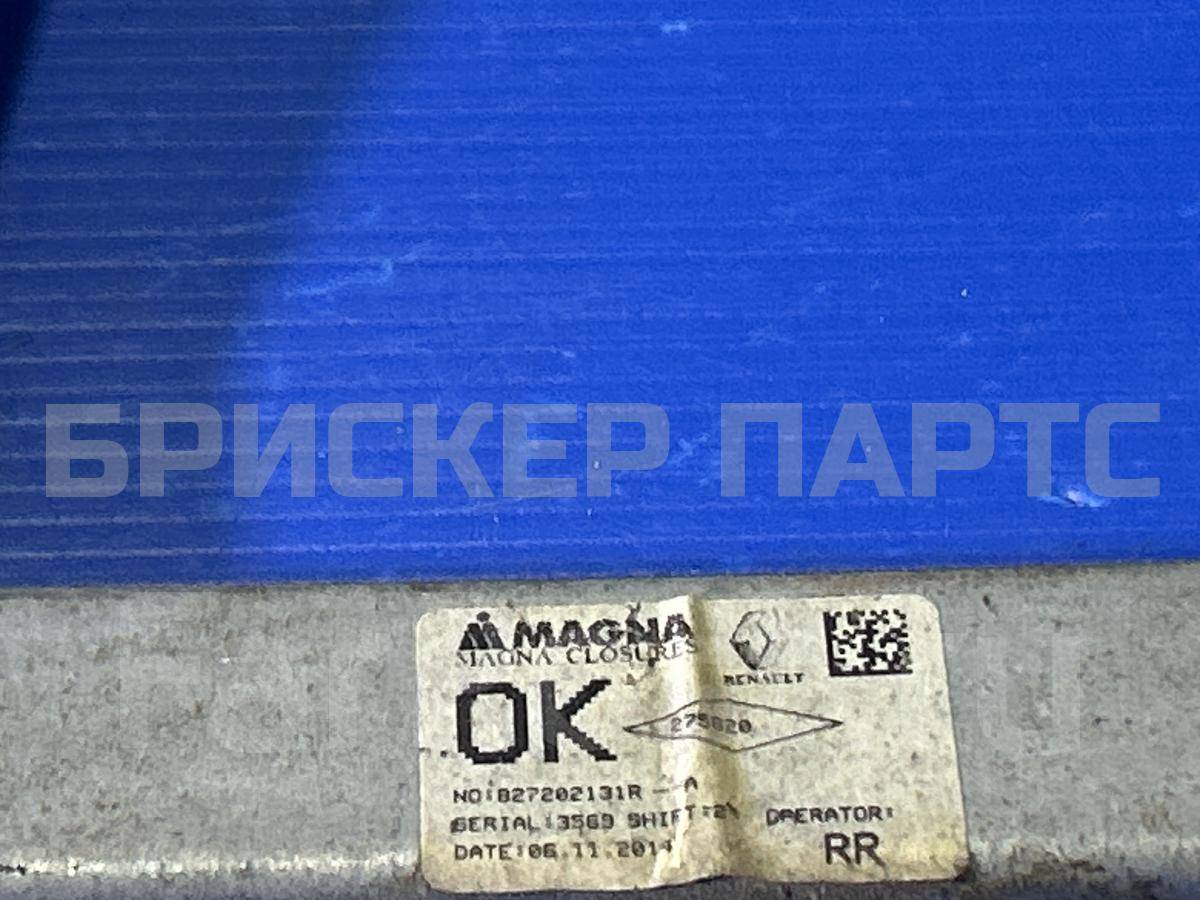 БРИСКЕР ПАРТС
MAGNA
MAGNA CLOSURES
RENAULT
OK
275820
NO:827202131R - A
SERIAL:3569 SHIFT:2
DATE:06.11.2014
OPERATOR:
RR